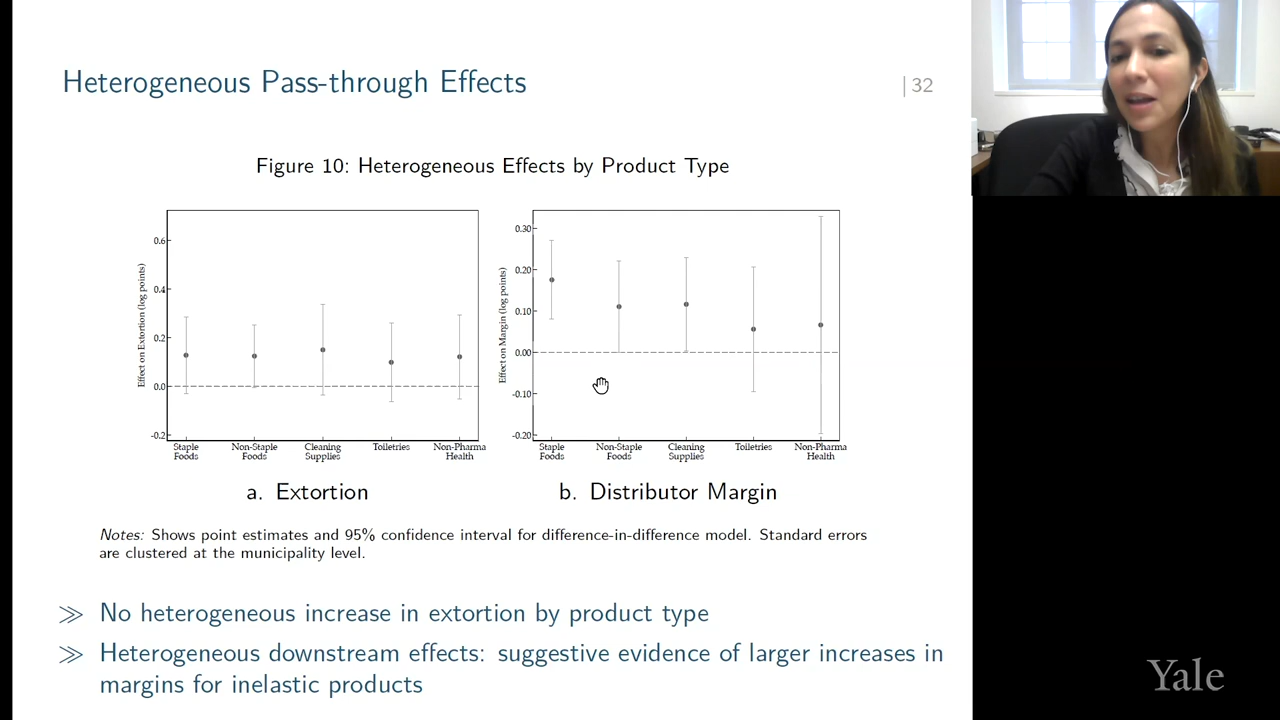 Heterogeneous Pass-through Effects
| 32
Figure 10: Heterogeneous Effects by Product Type
Effect on Extortion (log points)
0.6
0.4
0.2
0.0
-0.2
Staple Foods
Non-Staple Foods
Cleaning Supplies
Toiletries
Non-Pharma Health
a. Extortion
Effect on Margin (log points)
0.30
0.20
0.10
0.00
-0.10
-0.20
Staple Foods
Non-Staple Foods
Cleaning Supplies
Toiletries
Non-Pharma Health
b. Distributor Margin
Notes: Shows point estimates and 95% confidence interval for difference-in-difference model. Standard errors
are clustered at the municipality level.
≫ No heterogeneous increase in extortion by product type
≫ Heterogeneous downstream effects: suggestive evidence of larger increases in
margins for inelastic products
Yale